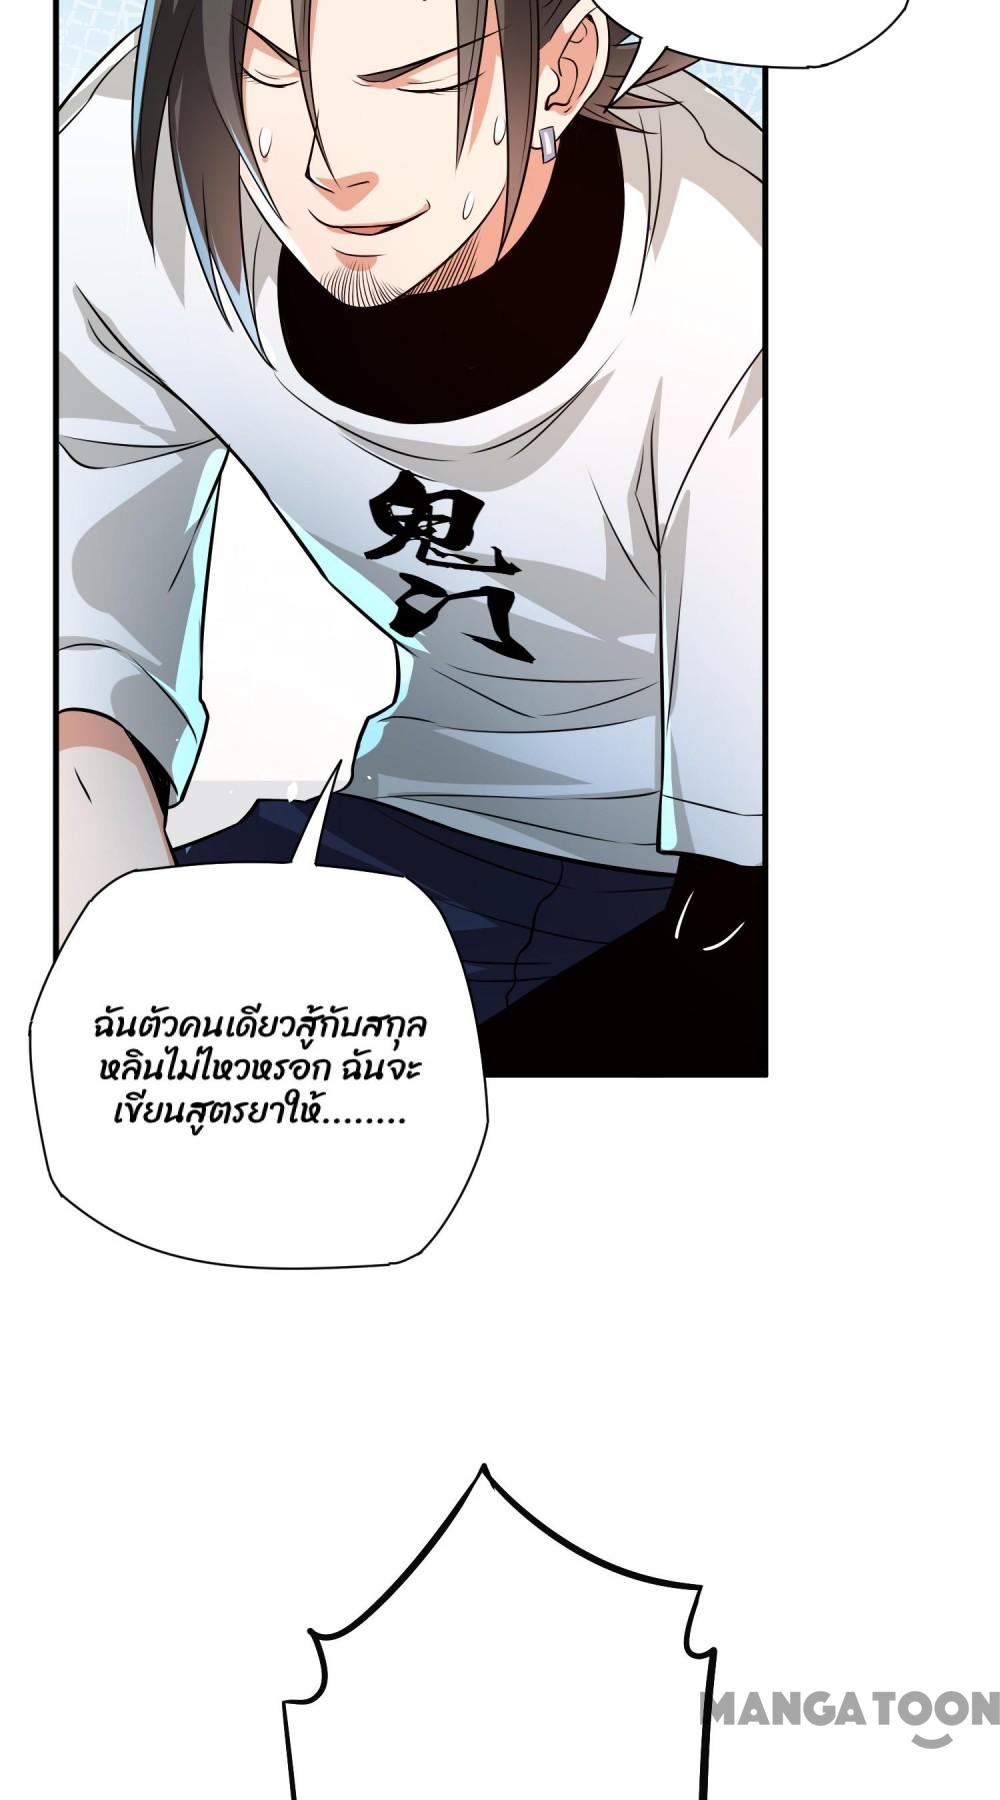 鬼
门
ฉันตัวคนเดียวสู้กับสกุล
หลินไม่ไหวหรอก ฉันจะ
เขียนสูตรยาให้........
MANGATOON